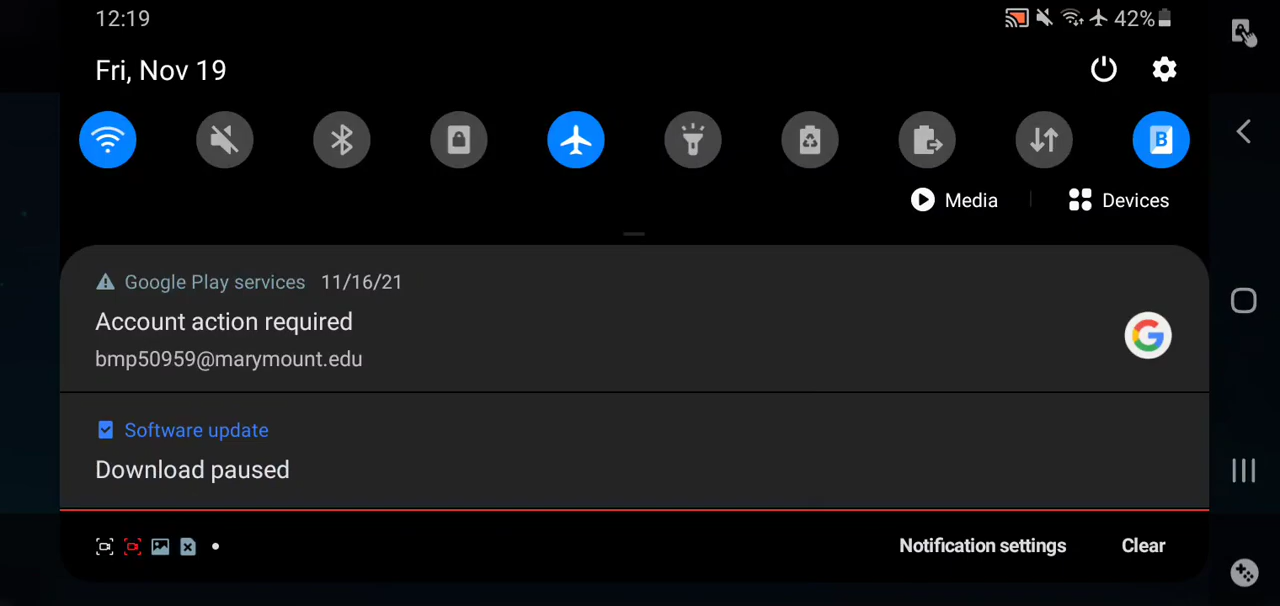 12:19
42%
Fri, Nov 19
B
Media
Devices
Google Play services 11/16/21
Account action required
bmp50959@marymount.edu
G
Software update
Download paused
Notification settings
Clear